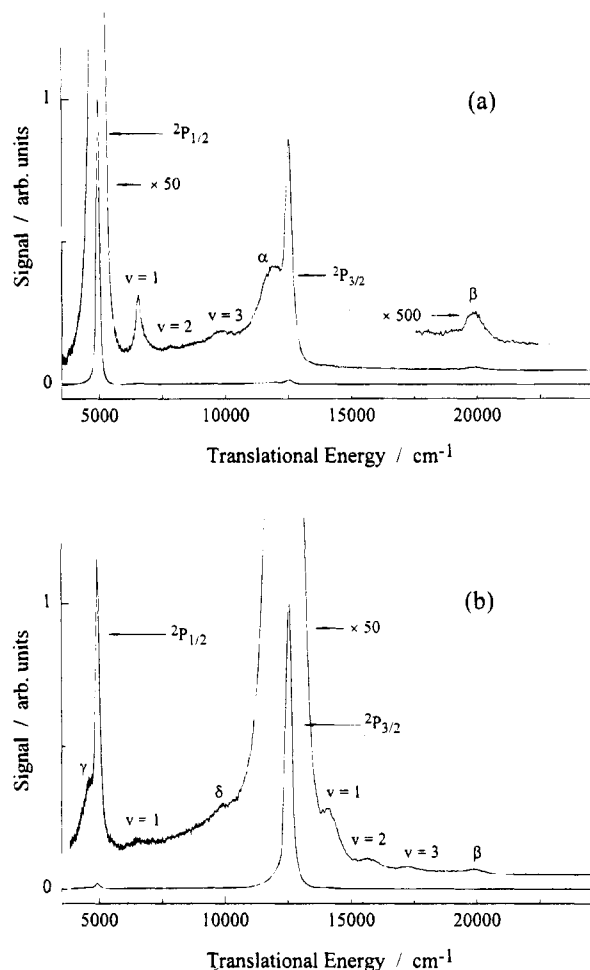 (a)
²P₁/₂
× 50
Signal / arb. units
1
0
v = 1
v = 2
v = 3
α
²P₃/₂
× 500
β
5000 10000 15000 20000
Translational Energy / cm⁻¹
(b)
²P₁/₂
× 50
²P₃/₂
Signal / arb. units
1
0
γ
v = 1
δ
v = 1
v = 2
v = 3
β
5000 10000 15000 20000
Translational Energy / cm⁻¹